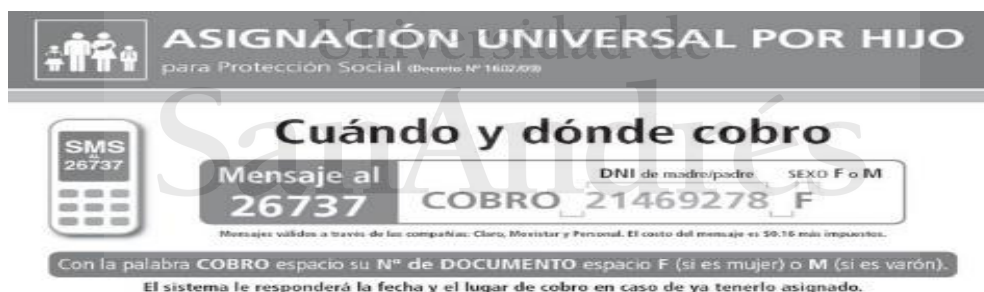 ASIGNACIÓN UNIVERSAL POR HIJO
para Protección Social (Decreto Nº 1602/09)
Universidad de
SanAndrés
Cuándo y dónde cobro
SMS
26737
Mensaje al
26737
DNI de madre/padre SEXO F o M
COBRO 21469278 F
Mensajes válidos a través de las compañías: Claro, Movistar y Personal. El costo del mensaje es $0.16 más impuestos.
Con la palabra COBRO espacio su Nº de DOCUMENTO espacio F (si es mujer) o M (si es varón).
El sistema le responderá la fecha y el lugar de cobro en caso de ya tenerlo asignado.